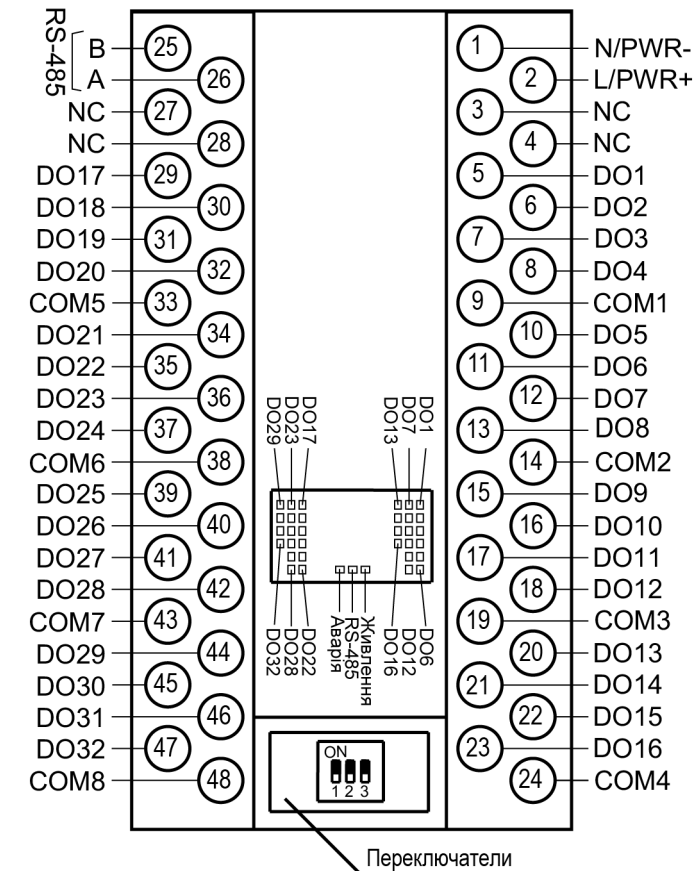 RS-485
B 25
A 26
NC 27
NC 28
DO17 29
DO18 30
DO19 31
DO20 32
COM5 33
DO21 34
DO22 35
DO23 36
DO24 37
COM6 38
DO25 39
DO26 40
DO27 41
DO28 42
COM7 43
DO29 44
DO30 45
DO31 46
DO32 47
COM8 48
1 N/PWR-
2 L/PWR+
3 NC
4 NC
5 DO1
6 DO2
7 DO3
8 DO4
9 COM1
10 DO5
11 DO6
12 DO7
13 DO8
14 COM2
15 DO9
16 DO10
17 DO11
18 DO12
19 COM3
20 DO13
21 DO14
22 DO15
23 DO16
24 COM4
DO29
DO23
DO17
DO13
DO7
DO1
DO32
DO28
DO22
Аварія
RS-485
Живлення
DO16
DO12
DO6
ON
1 2 3
Переключатели